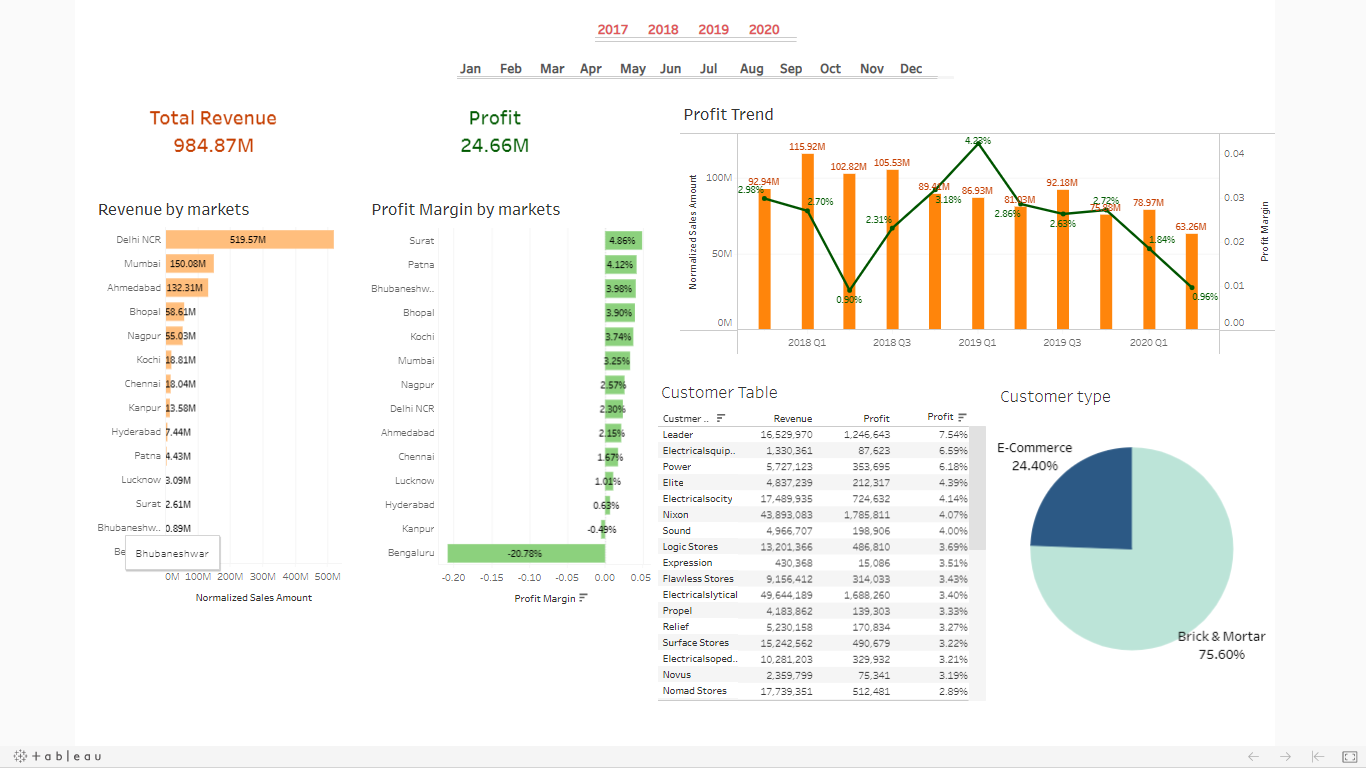 2017 2018 2019 2020
Jan Feb Mar Apr May Jun Jul Aug Sep Oct Nov Dec
Total Revenue
984.87M
Profit
24.66M
Revenue by markets
Delhi NCR 519.57M
Mumbai 150.08M
Ahmedabad 132.31M
Bhopal 58.61M
Nagpur 55.03M
Kochi 18.81M
Chennai 18.04M
Kanpur 13.58M
Hyderabad 7.44M
Patna 4.43M
Lucknow 3.09M
Surat 2.61M
Bhubaneshw.. 0.89M
Be
Bhubaneshwar
0M 100M 200M 300M 400M 500M
Normalized Sales Amount
Profit Margin by markets
Surat 4.86%
Patna 4.12%
Bhubaneshw.. 3.98%
Bhopal 3.90%
Kochi 3.74%
Mumbai 3.25%
Nagpur 2.57%
Delhi NCR 2.30%
Ahmedabad 2.15%
Chennai 1.67%
Lucknow 1.01%
Hyderabad 0.63%
Kanpur -0.49%
Bengaluru -20.78%
-0.20 -0.15 -0.10 -0.05 0.00 0.05
Profit Margin
Profit Trend
Normalized Sales Amount
100M
50M
0M
92.94M 115.92M 102.82M 105.53M 89.41M 86.93M 81.03M 92.18M 78.97M 63.26M
2.98% 2.70% 0.90% 2.31% 3.18% 4.23% 2.86% 2.63% 2.72% 1.84% 0.96%
0.04
0.03
0.02
0.01
0.00
Profit Margin
2018 Q1 2018 Q3 2019 Q1 2019 Q3 2020 Q1
Customer Table
Custmer .. Revenue Profit Profit
Leader 16,529,970 1,246,643 7.54%
Electricalsquip.. 1,330,361 87,623 6.59%
Power 5,727,123 353,695 6.18%
Elite 4,837,239 212,317 4.39%
Electricalsocity 17,489,935 724,632 4.14%
Nixon 43,893,083 1,785,811 4.07%
Sound 4,966,707 198,906 4.00%
Logic Stores 13,201,366 486,810 3.69%
Expression 430,368 15,086 3.51%
Flawless Stores 9,156,412 314,033 3.43%
Electricalslytical 49,644,189 1,688,260 3.40%
Propel 4,183,862 139,303 3.33%
Relief 5,230,158 170,834 3.27%
Surface Stores 15,242,562 490,679 3.22%
Electricalsoped.. 10,281,203 329,932 3.21%
Novus 2,359,799 75,341 3.19%
Nomad Stores 17,739,351 512,481 2.89%
Customer type
E-Commerce
24.40%
Brick & Mortar
75.60%
+ a b l e a u